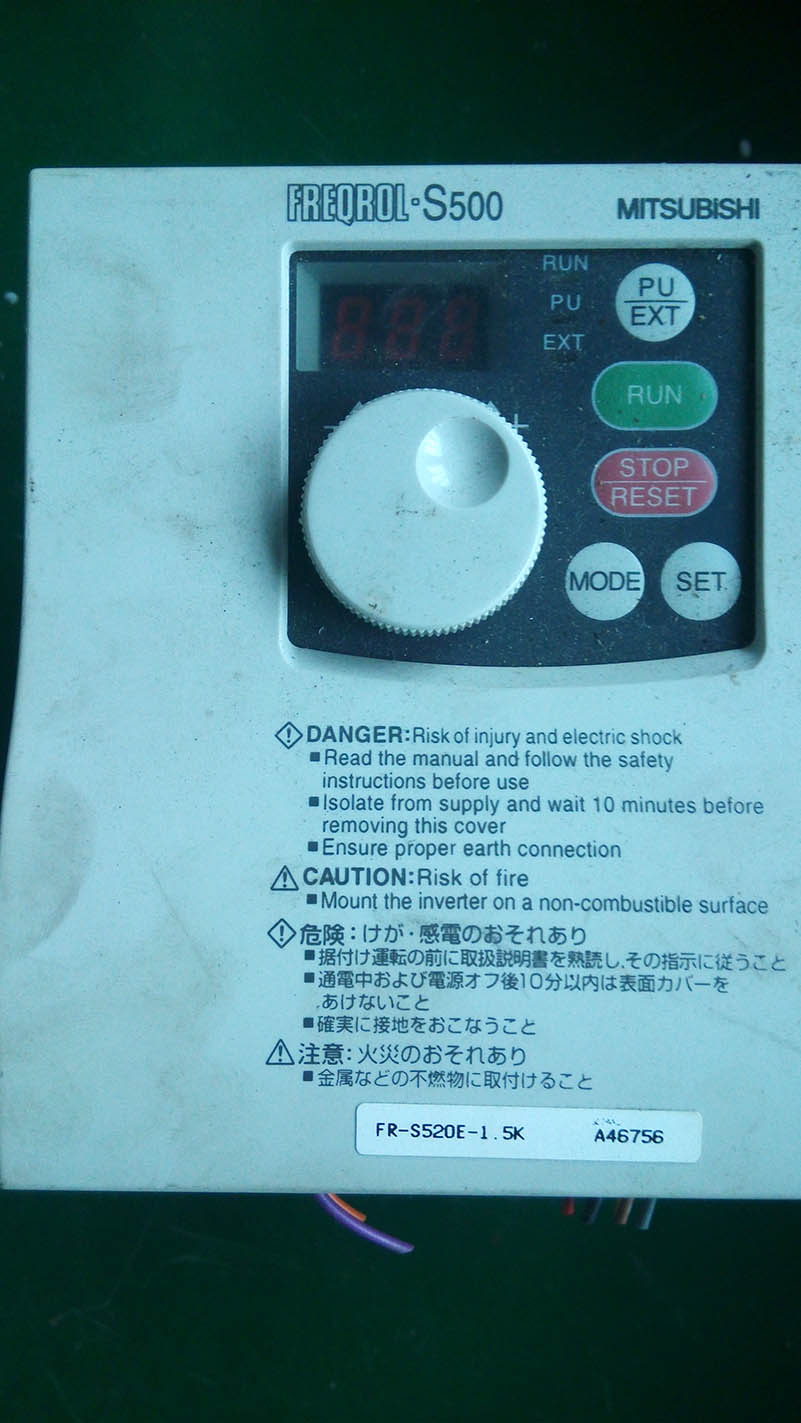 FREQROL-S500 MITSUBISHI
RUN
PU
EXT
PU
EXT
RUN
STOP
RESET
MODE SET
- +
DANGER:Risk of injury and electric shock
■Read the manual and follow the safety
instructions before use
■Isolate from supply and wait 10 minutes before
removing this cover
■Ensure proper earth connection
CAUTION:Risk of fire
■Mount the inverter on a non-combustible surface
危険:けが・感電のおそれあり
■据付け運転の前に取扱説明書を熟読し、その指示に従うこと
■通電中および電源オフ後10分以内は表面カバーを
あけないこと
■確実に接地をおこなうこと
注意:火災のおそれあり
■金属などの不燃物に取付けること
FR-S520E-1.5K A46756